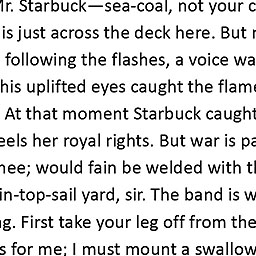 Mr. Starbuck—sea-coal, not your c
is just across the deck here. But
following the flashes, a voice wa
his uplifted eyes caught the flame
At that moment Starbuck caught
eels her royal rights. But war is pa
nee; would fain be welded with t
in-top-sail yard, sir. The band is w
g. First take your leg off from the
s for me; I must mount a swallow